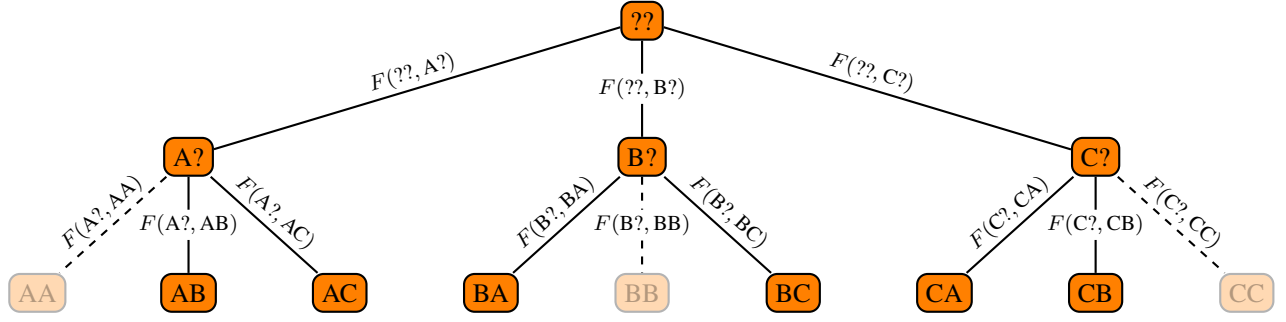 ??
F(??, A?)
F(??, B?)
F(??, C?)
A?
B?
C?
F(A?, AA)
F(A?, AB)
F(A?, AC)
F(B?, BA)
F(B?, BB)
F(B?, BC)
F(C?, CA)
F(C?, CB)
F(C?, CC)
AA
AB
AC
BA
BB
BC
CA
CB
CC